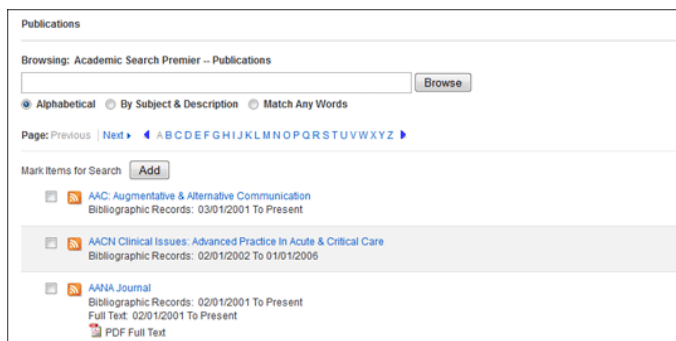 Publications
Browsing: Academic Search Premier -- Publications
Browse
Alphabetical By Subject & Description Match Any Words
Page: Previous | Next A B C D E F G H I J K L M N O P Q R S T U V W X Y Z
Mark Items for Search Add
AAC: Augmentative & Alternative Communication
Bibliographic Records: 03/01/2001 To Present
AACN Clinical Issues: Advanced Practice In Acute & Critical Care
Bibliographic Records: 02/01/2002 To 01/01/2006
AANA Journal
Bibliographic Records: 02/01/2001 To Present
Full Text: 02/01/2001 To Present
PDF Full Text